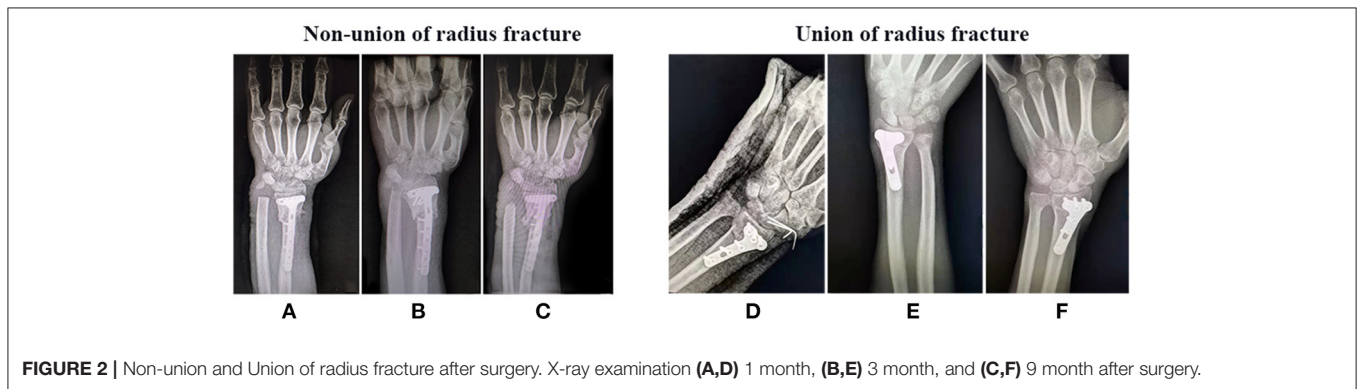 Non-union of radius fracture
Union of radius fracture
A
B
C
D
E
F
FIGURE 2 | Non-union and Union of radius fracture after surgery. X-ray examination (A,D) 1 month, (B,E) 3 month, and (C,F) 9 month after surgery.